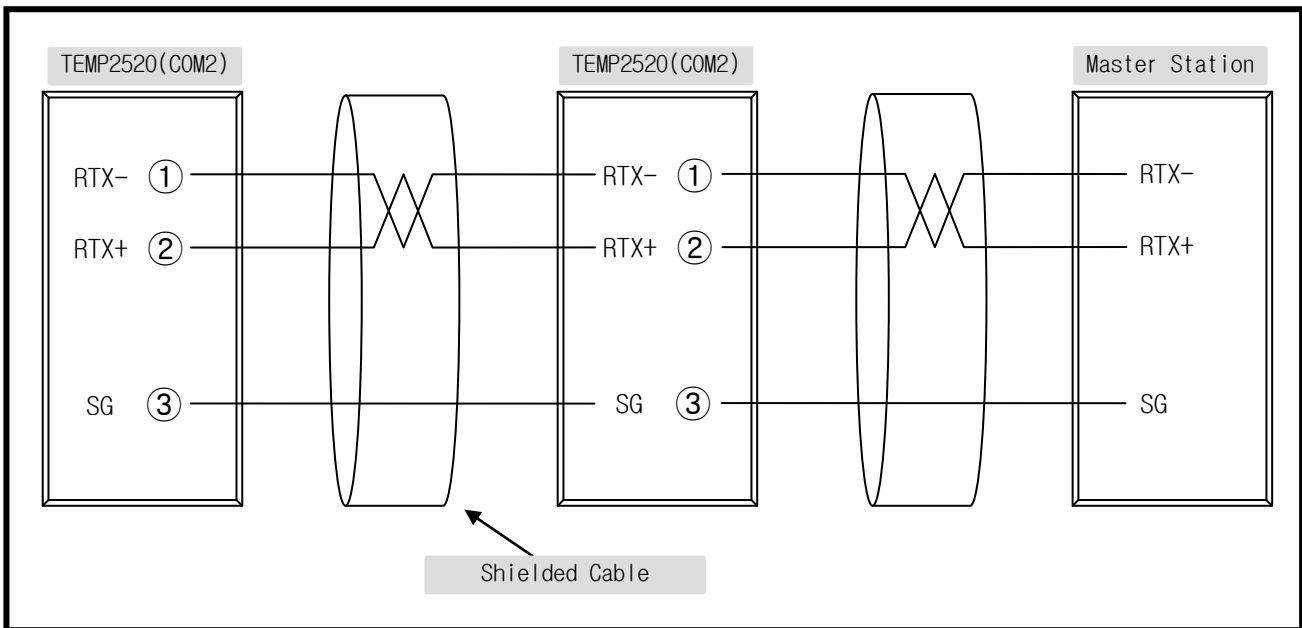 TEMP2520(COM2)
TEMP2520(COM2)
Master Station
RTX- ①
RTX- ①
RTX-
RTX+ ②
RTX+ ②
RTX+
SG ③
SG ③
SG
Shielded Cable